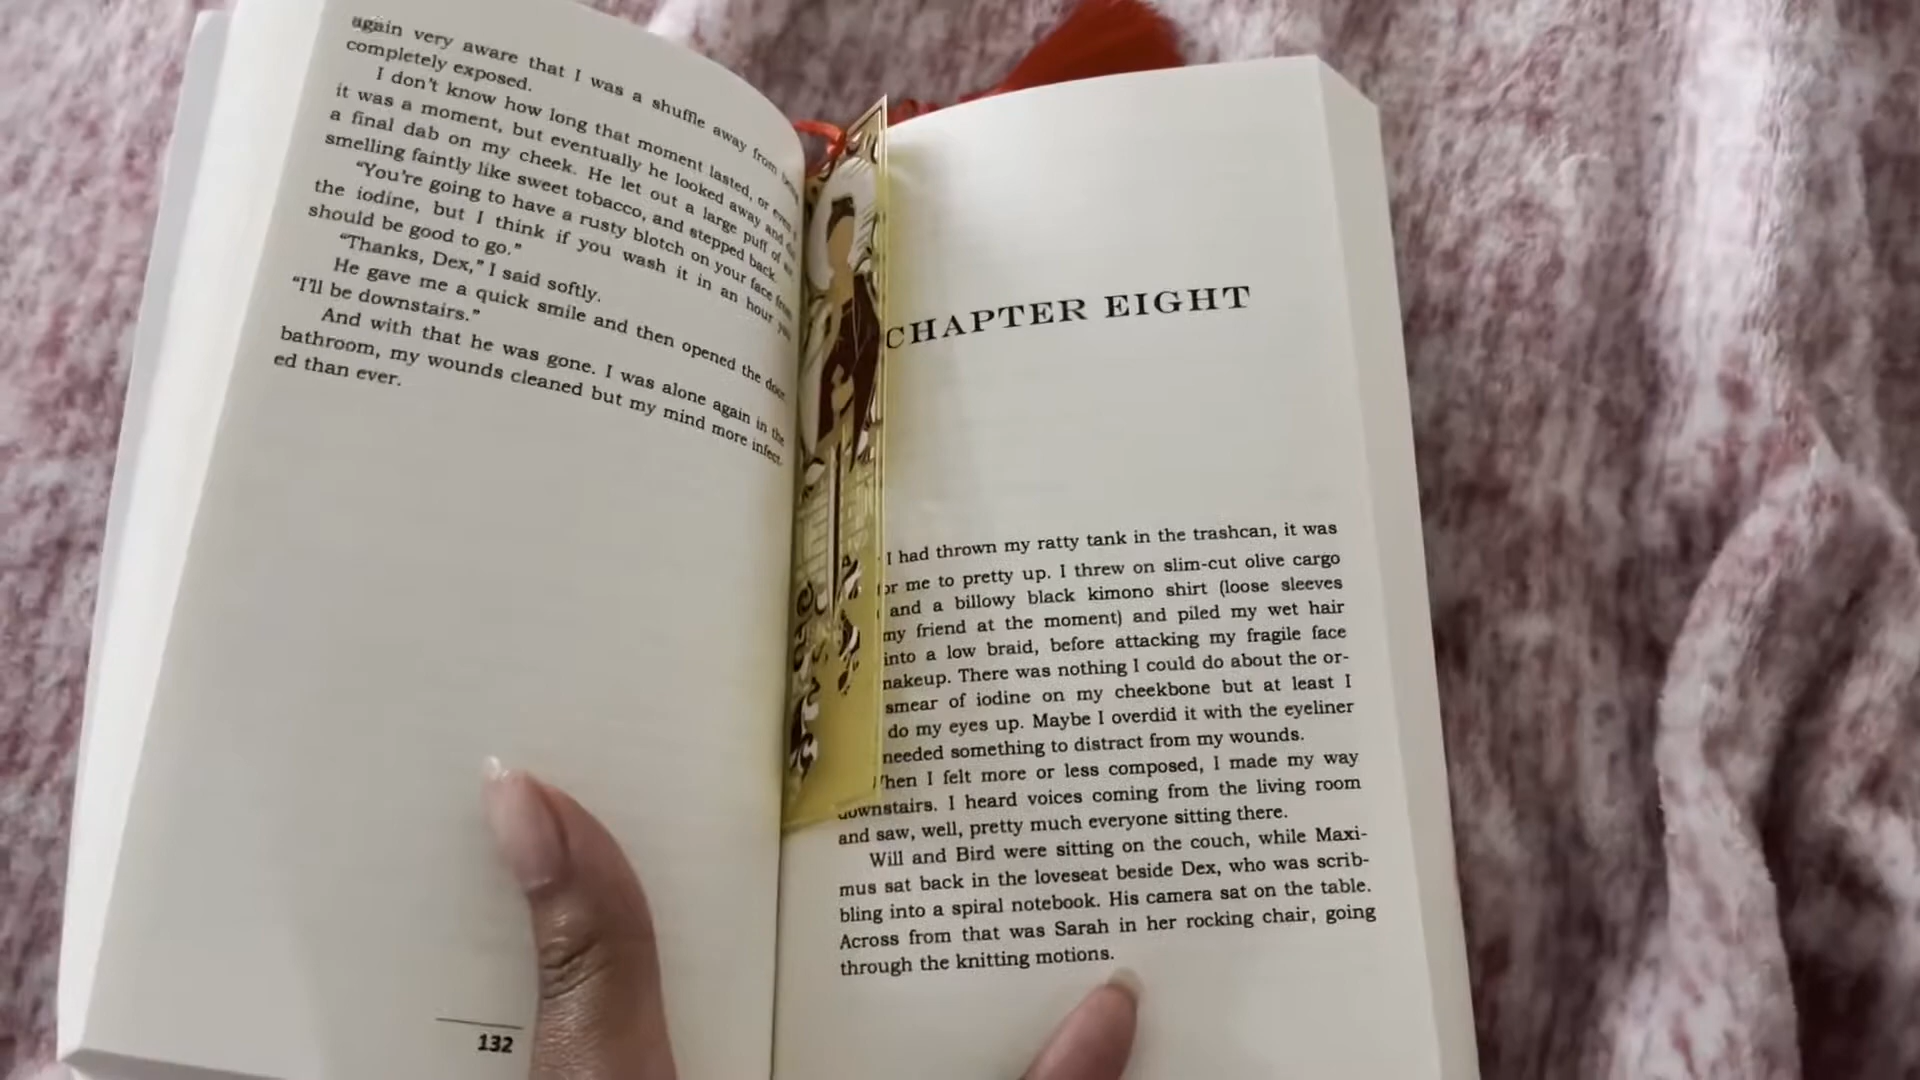 again very aware that I was a shuffle away from being
completely exposed.
I don't know how long that moment lasted, or even if
it was a moment, but eventually he looked away and did
a final dab on my cheek. He let out a large puff of air
smelling faintly like sweet tobacco, and stepped back.
"You're going to have a rusty blotch on your face from
the iodine, but I think if you wash it in an hour you
should be good to go."
"Thanks, Dex," I said softly.
He gave me a quick smile and then opened the door.
"I'll be downstairs."
And with that he was gone. I was alone again in the
bathroom, my wounds cleaned but my mind more infect-
ed than ever.
132
CHAPTER EIGHT
I had thrown my ratty tank in the trashcan, it was
me to pretty up. I threw on slim-cut olive cargo
and a billowy black kimono shirt (loose sleeves
my friend at the moment) and piled my wet hair
into a low braid, before attacking my fragile face
There was nothing I could do about the or-
smear of iodine on my cheekbone but at least I
do my eyes up. Maybe I overdid it with the eyeliner
needed something to distract from my wounds.
I felt more or less composed, I made my way
downstairs. I heard voices coming from the living room
and saw, well, pretty much everyone sitting there.
Will and Bird were sitting on the couch, while Maxi-
mus sat back in the loveseat beside Dex, who was scrib-
bling into a spiral notebook. His camera sat on the table.
Across from that was Sarah in her rocking chair, going
through the knitting motions.